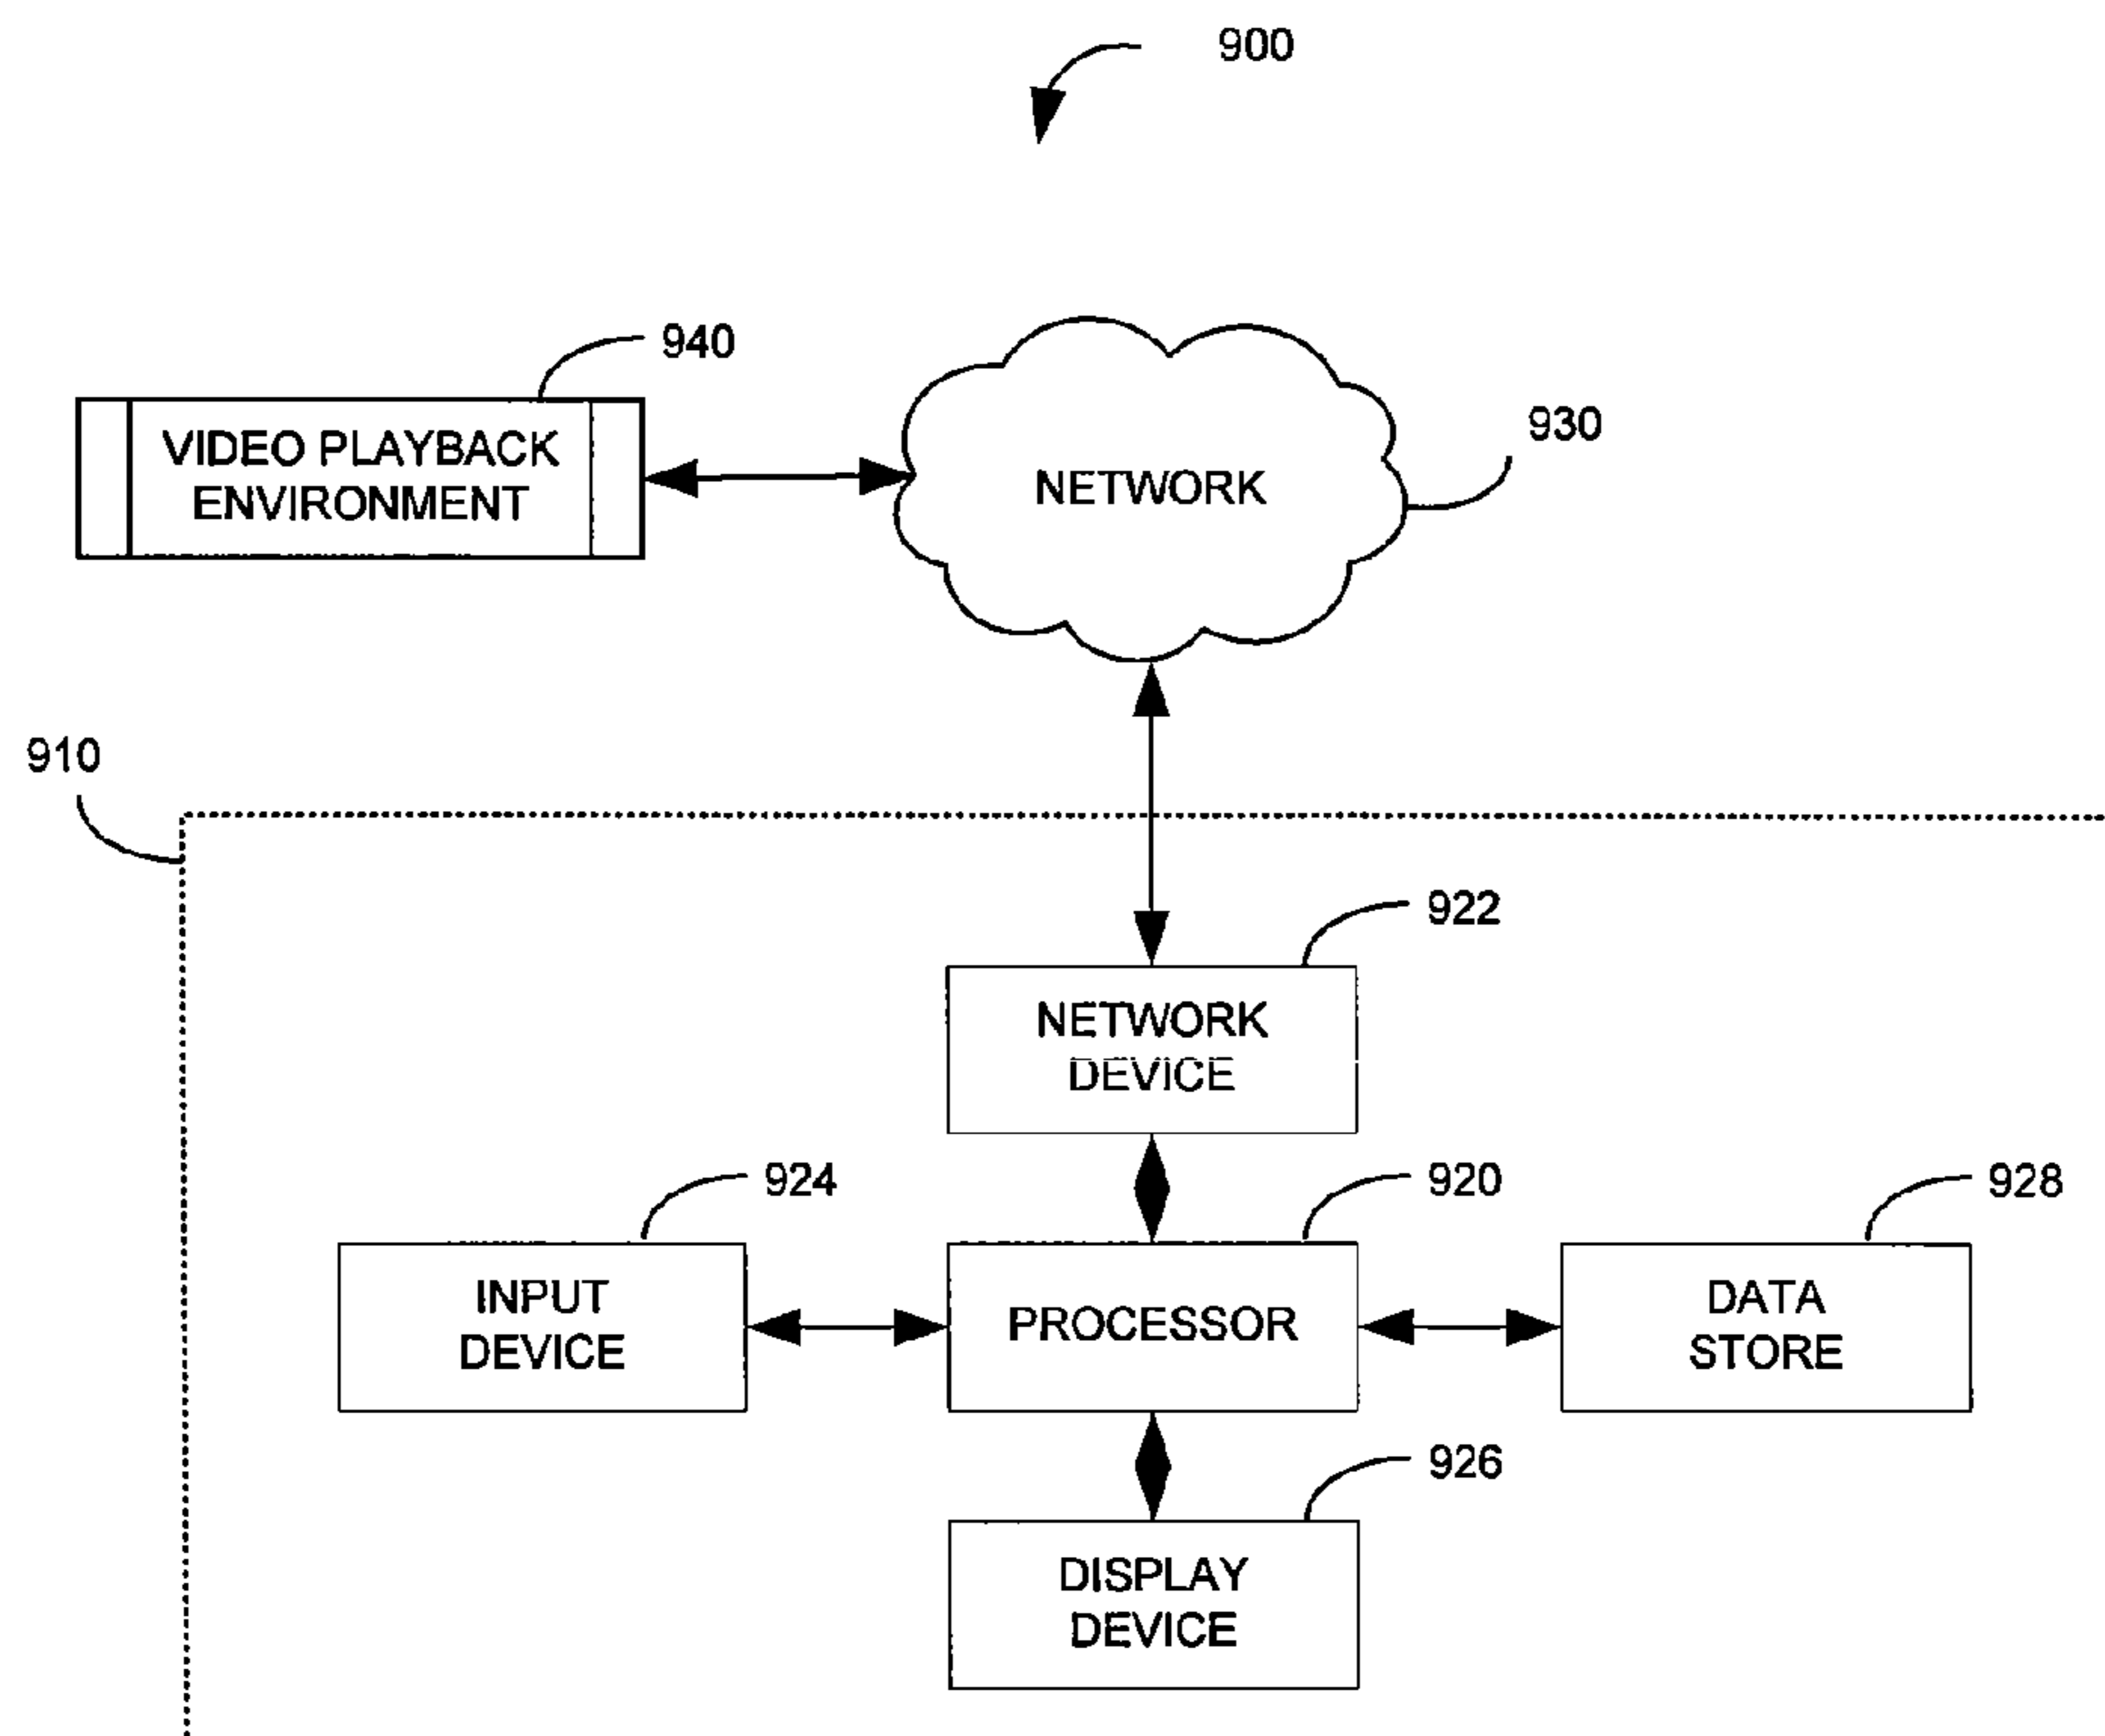 900
940
VIDEO PLAYBACK
ENVIRONMENT
930
NETWORK
910
922
NETWORK
DEVICE
924
920
928
INPUT
DEVICE
PROCESSOR
DATA
STORE
926
DISPLAY
DEVICE